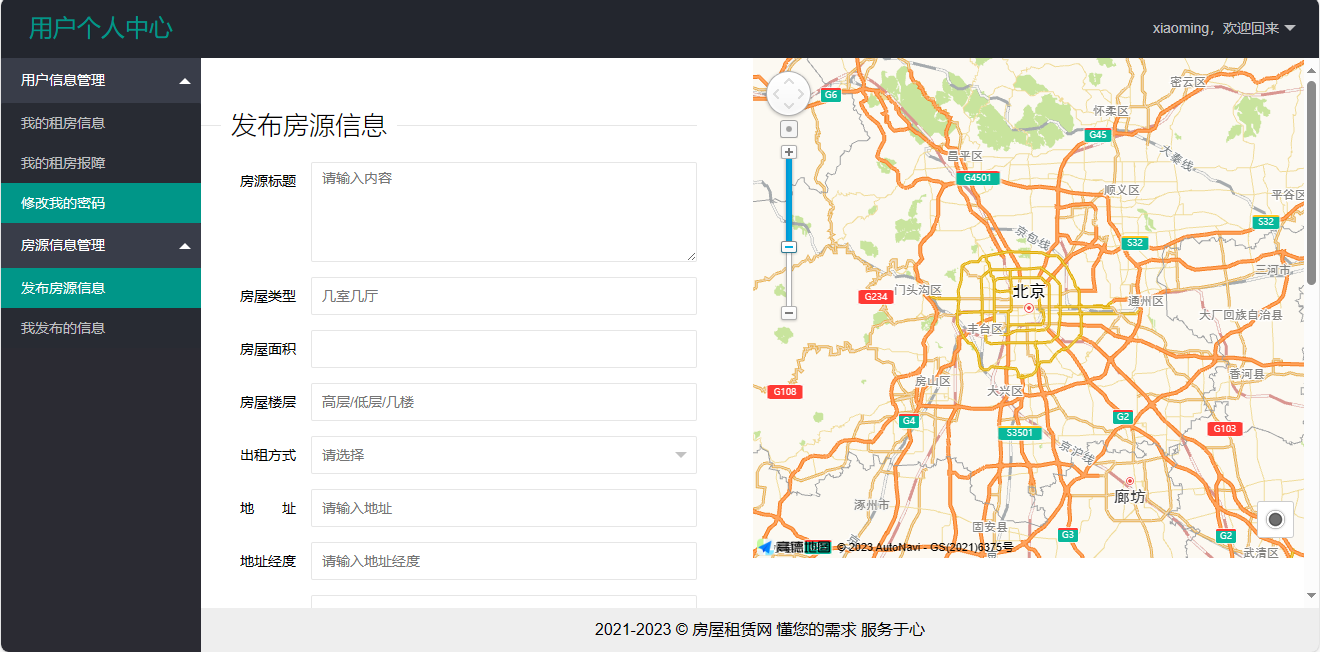 用户个人中心
xiaoming，欢迎回来
用户信息管理
我的租房信息
我的租房报障
修改我的密码
房源信息管理
发布房源信息
我发布的信息
发布房源信息
房源标题
请输入内容
房屋类型
几室几厅
房屋面积
房屋楼层
高层/低层/几楼
出租方式
请选择
地 址
请输入地址
地址经度
请输入地址经度
密云区
G6
怀柔区
G45
昌平区
大秦线
G4501
顺义区
平谷区
S32
京包线
S32
三河市
门头沟区
G234
北京
通州区
大厂回族自治县
丰台区
香河县
房山区
大兴区
G108
G4
G2
G103
S3501
京沪线
廊坊
涿州市
固安县
G3
G2
武清区
高德地图 © 2023 AutoNavi - GS(2021)6375号
2021-2023 © 房屋租赁网 懂您的需求 服务于心